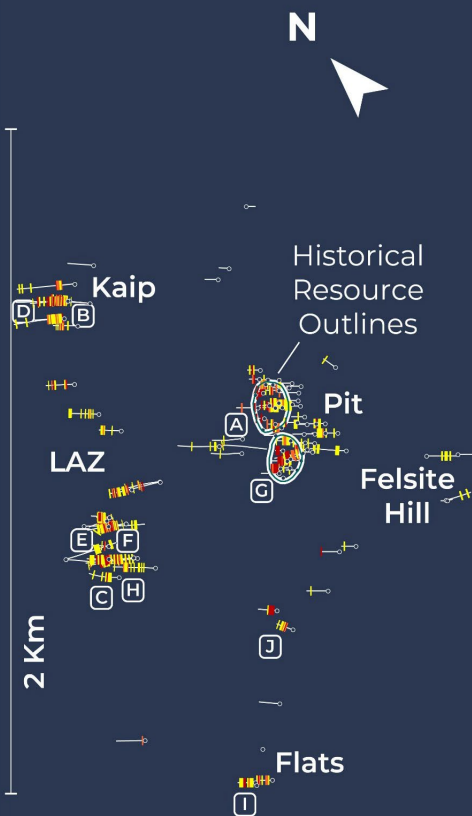 N
Historical
Resource
Outlines
Kaip
D
B
Pit
A
LAZ
Felsite
Hill
G
E
F
C
H
2 Km
J
Flats
I